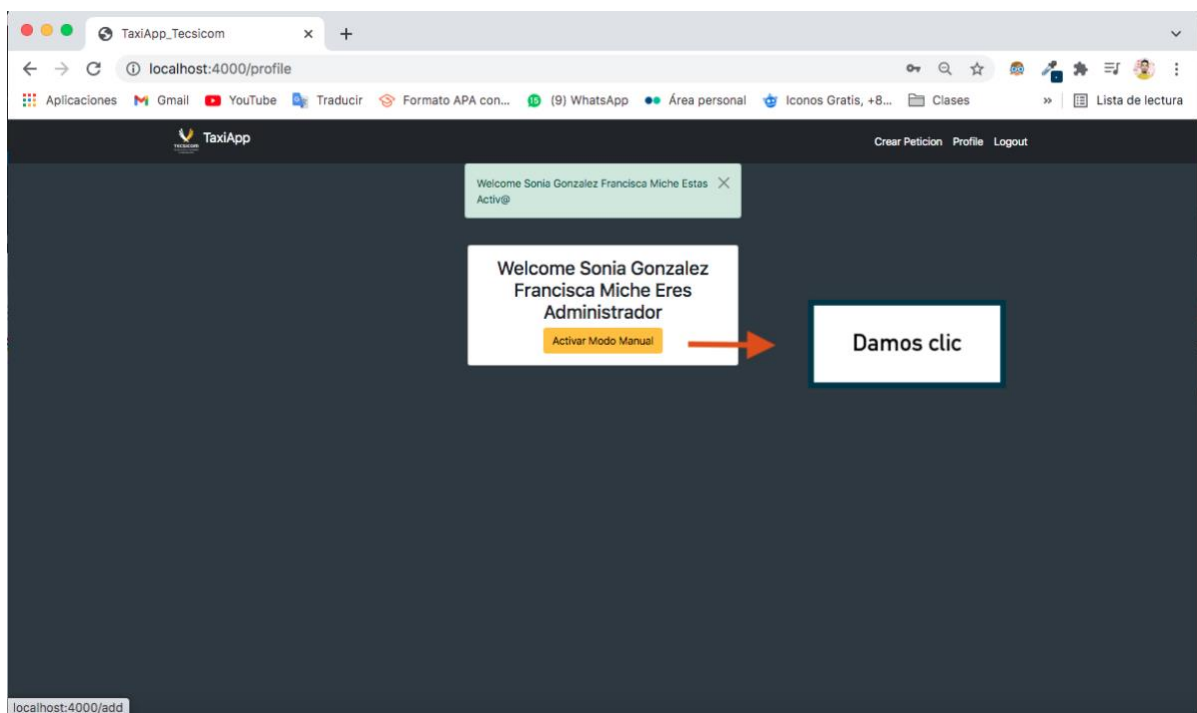 TaxiApp_Tecsicom
localhost:4000/profile
Aplicaciones Gmail YouTube Traducir Formato APA con... (9) WhatsApp Área personal Iconos Gratis, +8... Clases » Lista de lectura
TECSICOM
TaxiApp
Crear Peticion Profile Logout
Welcome Sonia Gonzalez Francisca Miche Estas
Activ@
Welcome Sonia Gonzalez
Francisca Miche Eres
Administrador
Activar Modo Manual
Damos clic
localhost:4000/add